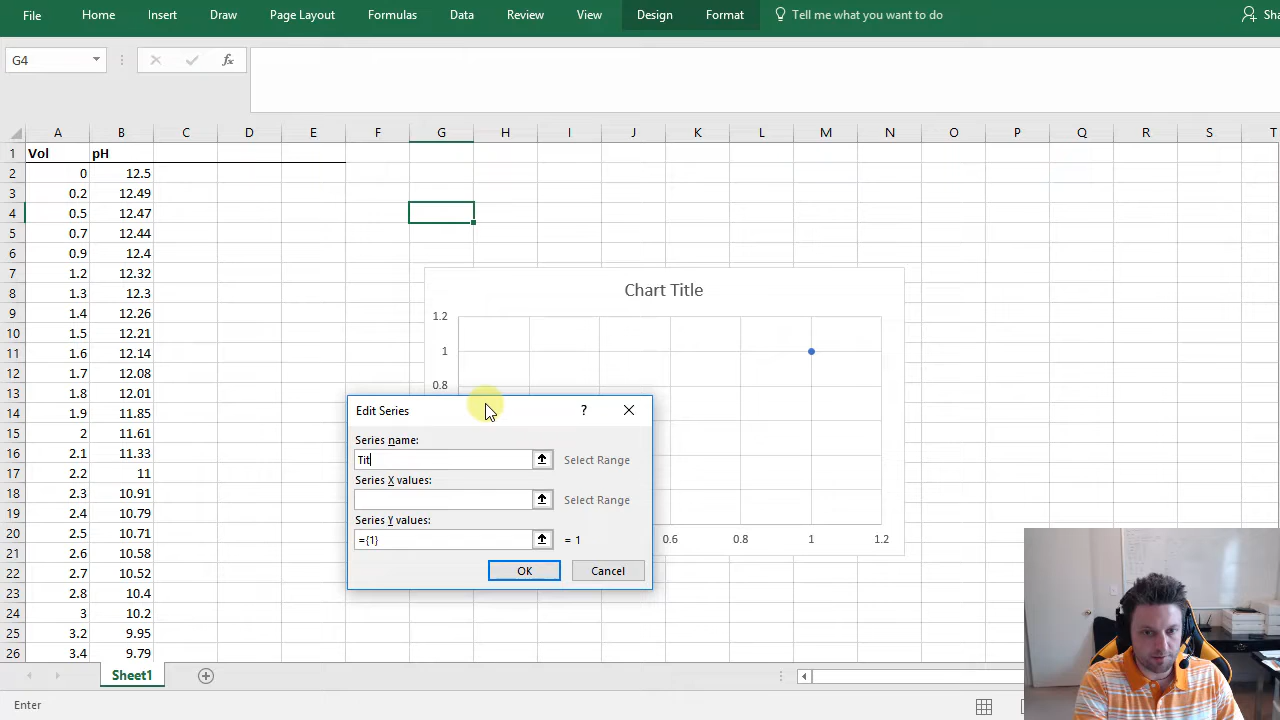 File Home Insert Draw Page Layout Formulas Data Review View Design Format Tell me what you want to do Sha
G4 fx
A B C D E F G H I J K L M N O P Q R S T
1 Vol pH
2 0 12.5
3 0.2 12.49
4 0.5 12.47
5 0.7 12.44
6 0.9 12.4
7 1.2 12.32
8 1.3 12.3
9 1.4 12.26
10 1.5 12.21
11 1.6 12.14
12 1.7 12.08
13 1.8 12.01
14 1.9 11.85
15 2 11.61
16 2.1 11.33
17 2.2 11
18 2.3 10.91
19 2.4 10.79
20 2.5 10.71
21 2.6 10.58
22 2.7 10.52
23 2.8 10.4
24 3 10.2
25 3.2 9.95
26 3.4 9.79
Chart Title
1.2
1
0.8
0.6 0.8 1 1.2
Edit Series ?
Series name:
Tit Select Range
Series X values:
Select Range
Series Y values:
={1} = 1
OK Cancel
Sheet1
Enter